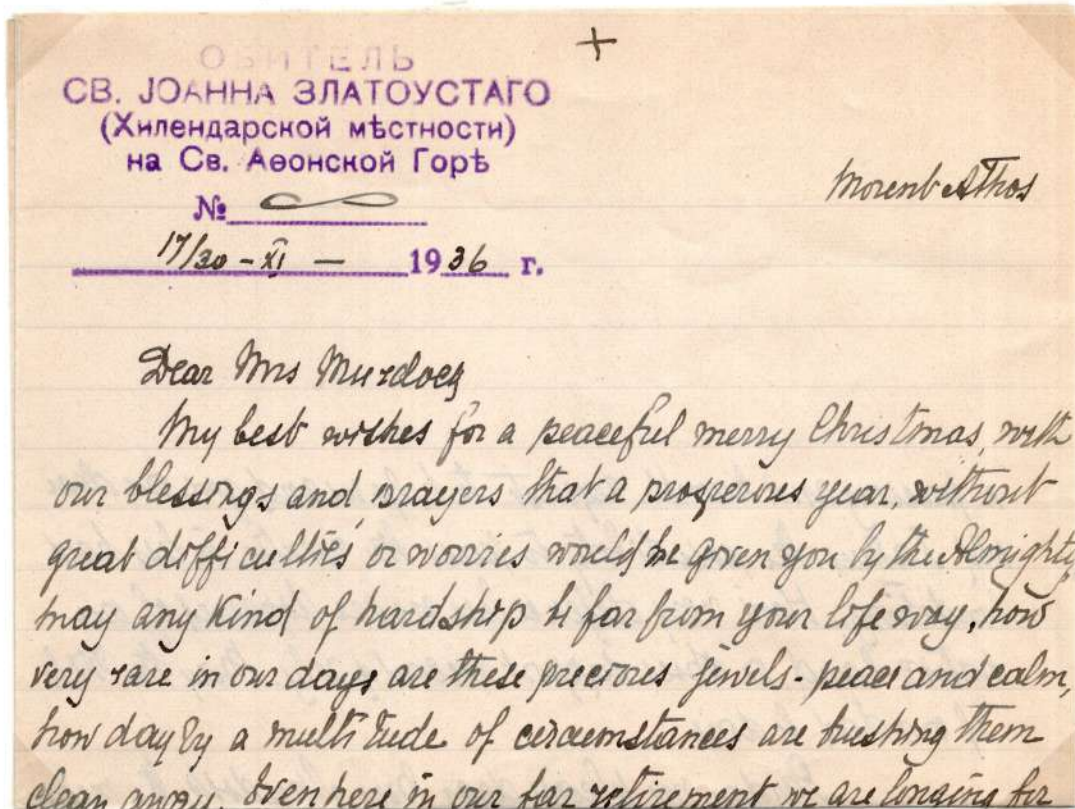 +
ОБИТЕЛЬ
СВ. JОАННА ЗЛАТОУСТАГО
(Хилендарской мѣстности)
на Св. Аѳонской Горѣ
№
17/30 - XI — 1936 г.
Athos
Dear Mrs Murdoch
My best wishes for a peaceful merry Christmas, with
our blessings and prayers that a prosperous year, without
great difficulties or worries would be given you by the Almighty,
may any kind of hardship be far from your life way, how
very rare in our days are these precious jewels - peace and calm,
how day by a multitude of circumstances are them
clean away. Even here in our far retirement we are longing for